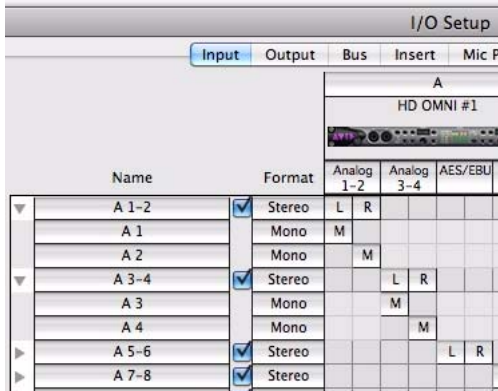 I/O Setup
Input Output Bus Insert Mic P
A
HD OMNI #1
AVID
Name Format Analog 1-2 Analog 3-4 AES/EBU
A 1-2 Stereo L R
A 1 Mono M
A 2 Mono M
A 3-4 Stereo L R
A 3 Mono M
A 4 Mono M
A 5-6 Stereo L R
A 7-8 Stereo